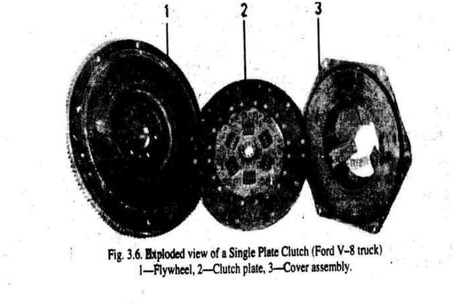 1 2 3
Fig. 3.6. Exploded view of a Single Plate Clutch (Ford V–8 truck)
1—Flywheel, 2—Clutch plate, 3—Cover assembly.